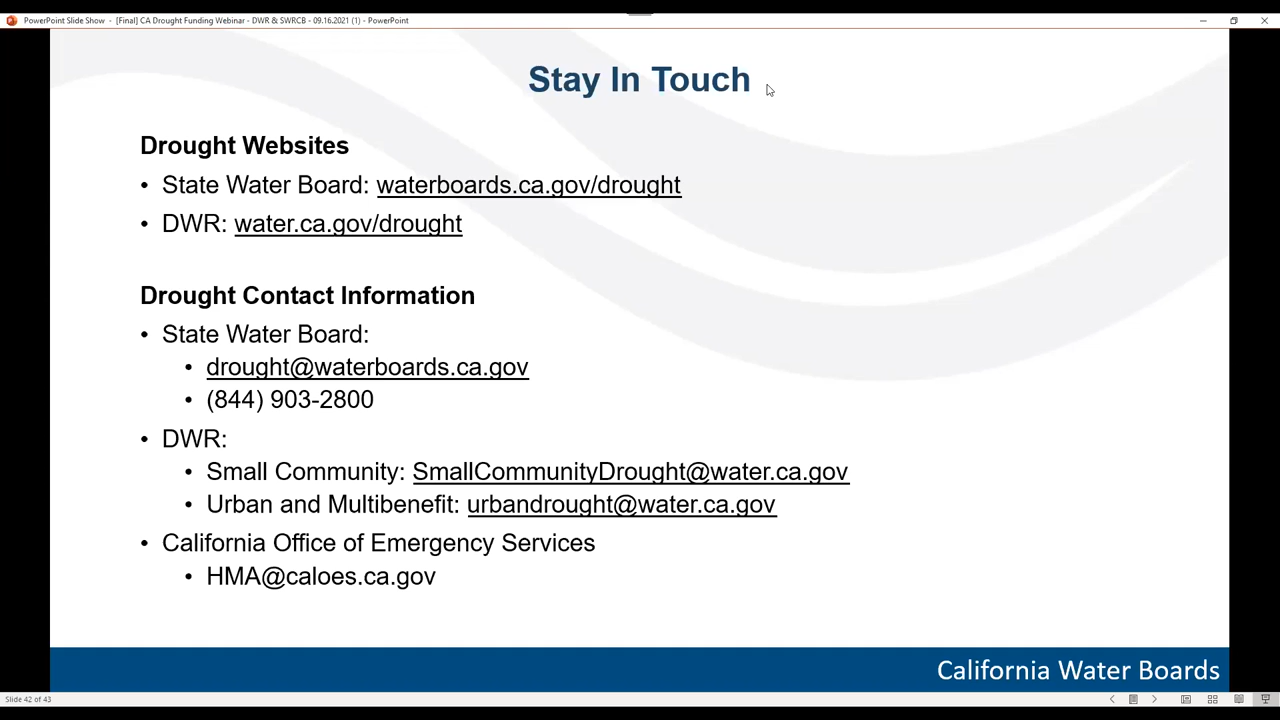 PowerPoint Slide Show - [Final] CA Drought Funding Webinar - DWR & SWRCB - 09.16.2021 (1) - PowerPoint
Stay In Touch
Drought Websites
• State Water Board: waterboards.ca.gov/drought
• DWR: water.ca.gov/drought
Drought Contact Information
• State Water Board:
• drought@waterboards.ca.gov
• (844) 903-2800
• DWR:
• Small Community: SmallCommunityDrought@water.ca.gov
• Urban and Multibenefit: urbandrought@water.ca.gov
• California Office of Emergency Services
• HMA@caloes.ca.gov
California Water Boards
Slide 42 of 43